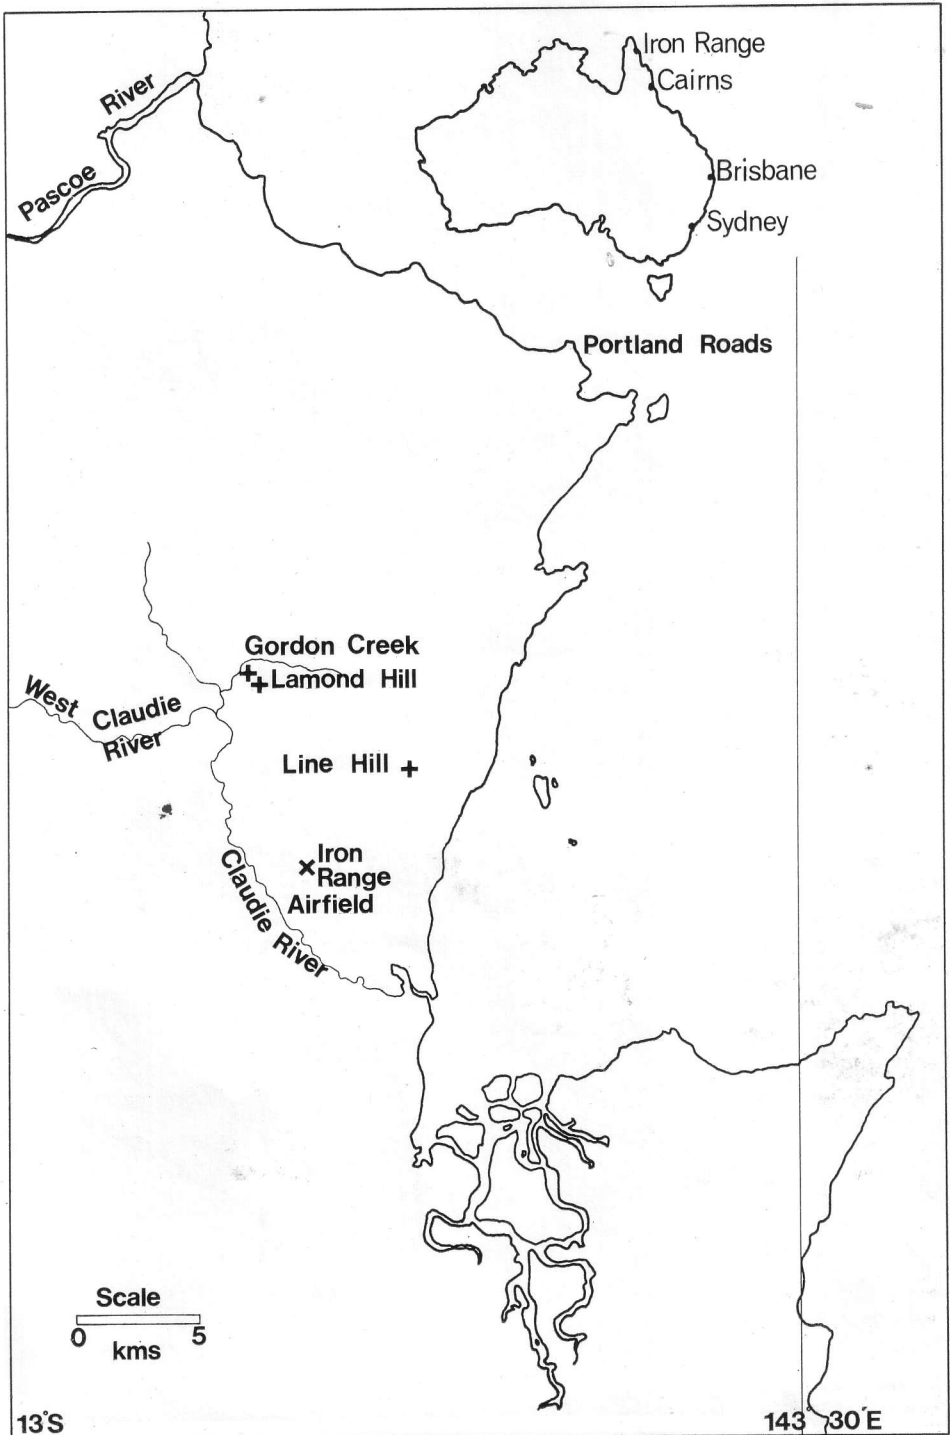 Iron Range
Cairns
Brisbane
Sydney
Pascoe River
Portland Roads
Gordon Creek
Lamond Hill
West Claudie
River
Line Hill
Iron
Range
Airfield
Claudie River
Scale
0 5
kms
13°S
143° 30'E